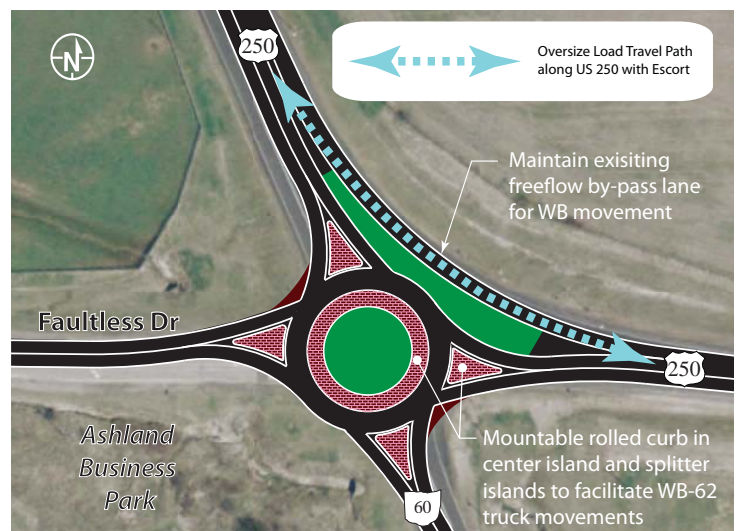 N
250
Oversize Load Travel Path
along US 250 with Escort
Maintain exisiting
freeflow by-pass lane
for WB movement
Faultless Dr
250
Ashland
Business
Park
Mountable rolled curb in
center island and splitter
islands to facilitate WB-62
truck movements
60